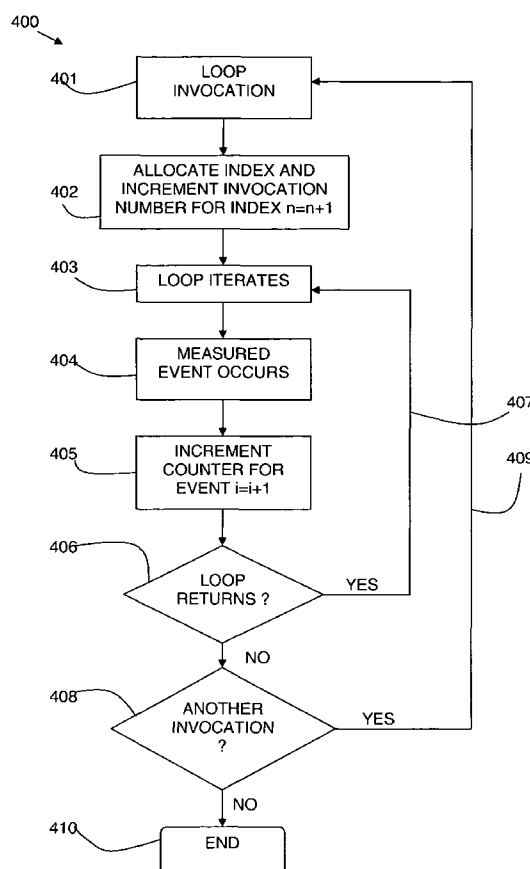 400
401
LOOP
INVOCATION
402
ALLOCATE INDEX AND
INCREMENT INVOCATION
NUMBER FOR INDEX n=n+1
403
LOOP ITERATES
404
MEASURED
EVENT OCCURS
407
405
INCREMENT
COUNTER FOR
EVENT i=i+1
409
406
LOOP
RETURNS ?
YES
NO
408
ANOTHER
INVOCATION
?
YES
NO
410
END